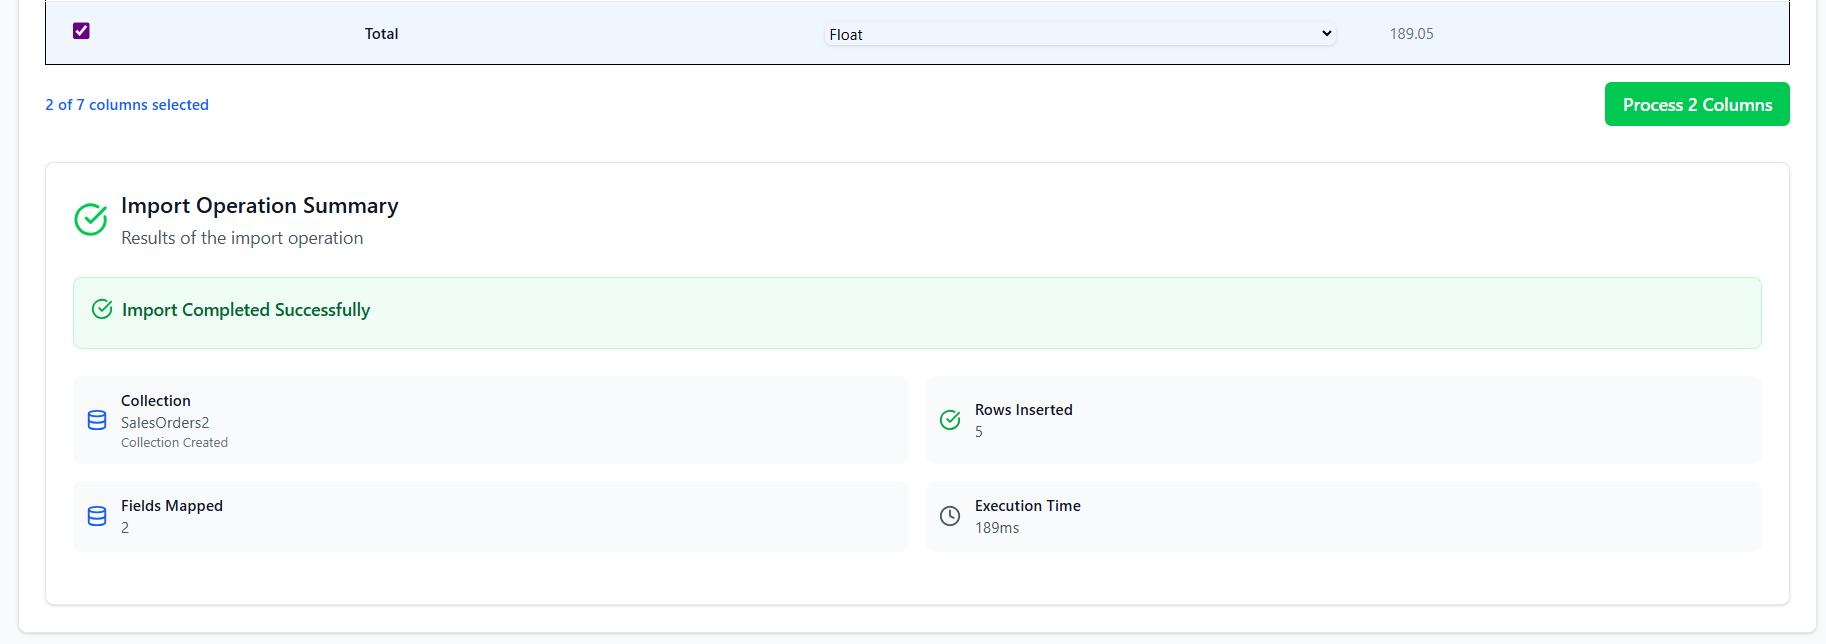 Total
Float
189.05
2 of 7 columns selected
Process 2 Columns
Import Operation Summary
Results of the import operation
Import Completed Successfully
Collection
SalesOrders2
Collection Created
Rows Inserted
5
Fields Mapped
2
Execution Time
189ms